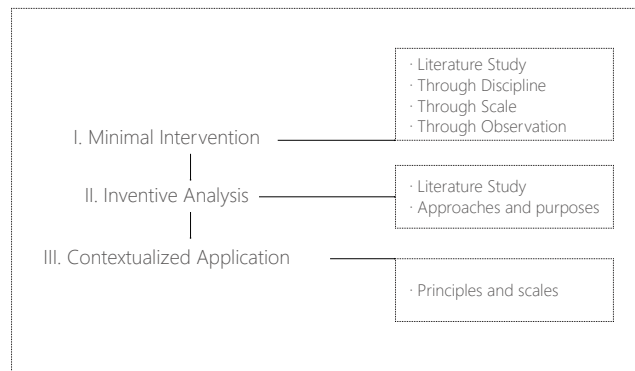 · Literature Study
· Through Discipline
· Through Scale
· Through Observation
I. Minimal Intervention
· Literature Study
· Approaches and purposes
II. Inventive Analysis
III. Contextualized Application
· Principles and scales